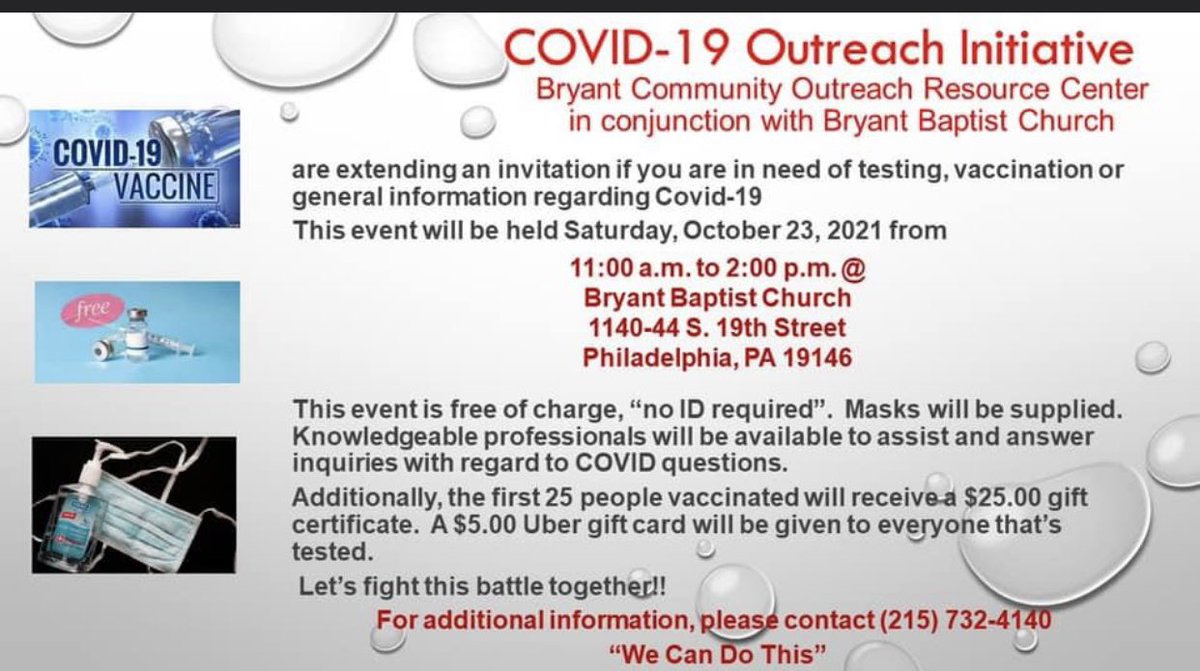 COVID-19 Outreach Initiative
Bryant Community Outreach Resource Center
in conjunction with Bryant Baptist Church
COVID-19
VACCINE
are extending an invitation if you are in need of testing, vaccination or
general information regarding Covid-19
This event will be held Saturday, October 23, 2021 from
11:00 a.m. to 2:00 p.m. @
Bryant Baptist Church
1140-44 S. 19th Street
Philadelphia, PA 19146
free
This event is free of charge, “no ID required”.  Masks will be supplied.
Knowledgeable professionals will be available to assist and answer
inquiries with regard to COVID questions.
Additionally, the first 25 people vaccinated will receive a $25.00 gift
certificate.  A $5.00 Uber gift card will be given to everyone that’s
tested.
Let’s fight this battle together!!
For additional information, please contact (215) 732-4140
“We Can Do This”